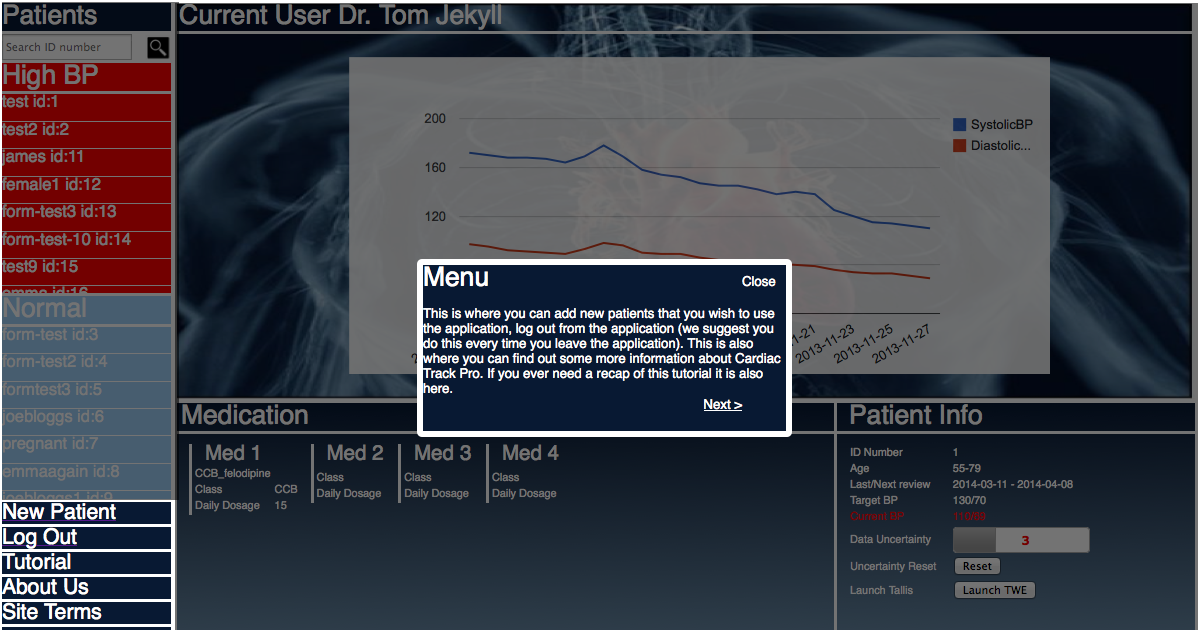 Patients
Current User Dr. Tom Jekyll
Search ID number
High BP
test id:1
test2 id:2
james id:11
female1 id:12
form-test3 id:13
form-test-10 id:14
test9 id:15
emma id:16
Normal
form-test id:3
form-test2 id:4
formtest3 id:5
joebloggs id:6
pregnant id:7
emmaagain id:8
joebloggs1 id:9
New Patient
Log Out
Tutorial
About Us
Site Terms
200
160
120
SystolicBP
Diastolic...
2013-11-23
2013-11-25
2013-11-27
Menu
Close
This is where you can add new patients that you wish to use
the application, log out from the application (we suggest you
do this every time you leave the application). This is also
where you can find out some more information about Cardiac
Track Pro. If you ever need a recap of this tutorial it is also
here.
Next >
Medication
Med 1
CCB_felodipine
Class CCB
Daily Dosage 15
Med 2
Class
Daily Dosage
Med 3
Class
Daily Dosage
Med 4
Class
Daily Dosage
Patient Info
ID Number 1
Age 55-79
Last/Next review 2014-03-11 - 2014-04-08
Target BP 130/70
Current BP
Data Uncertainty 3
Uncertainty Reset Reset
Launch Tallis Launch TWE